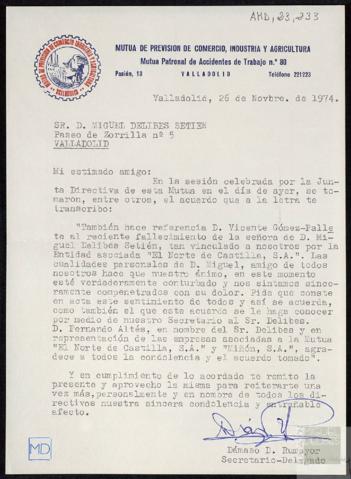 AMD,23,233
MUTUA DE PREVISION DE COMERCIO, INDUSTRIA Y AGRICULTURA
Mutua Patronal de Accidentes de Trabajo n.º 80
Pasión, 13 VALLADOLID Teléfono 221223
Valladolid, 26 de Novbre. de 1974.
SR. D. MIGUEL DELIBES SETIEN
Paseo de Zorrilla nº 5
VALLADOLID
Mi estimado amigo:
En la sesión celebrada por la Jun
ta Directiva de esta Mutua en el día de ayer, se to-
maron, entre otros, el acuerdo que a la letra te
transcribo:
"También hace referencia D. Vicente Gómez-Falla
te al reciente fallecimiento de la señora de D. Mi
guel Delibes Setién, tan vinculado a nosotros por la
Entidad asociada "El Norte de Castilla, S.A.". Las
cualidades personales de D. Miguel, amigo de todos
nosotros hace que nuestro ánimo, en este momento
esté verdaderamente conturbado y nos sintamos since-
ramente compenetrados con su dolor. Pide que conste
en acta este sentimiento de todos y así se acuerda,
como también el que este acuerdo se le haga conocer
por medio de nuestro Secretario al Sr. Delibes.
D. Fernando Altés, en nombre del Sr. Delibes y en
representación de las empresas asociadas a la Mutua
"El Norte de Castilla, S.A." y "MIRÓN, S.A.", agra-
dece a todos la condolencia y el acuerdo tomado".
Y en cumplimiento de lo acordado te remito la
presente y aprovecho la misma para reiterarte una
vez más, personalmente y en nombre de todos los di-
rectivos nuestra sincera condolencia y entrañable
afecto.
Dámaso D. Rumayor
Secretario-Delegado
MD